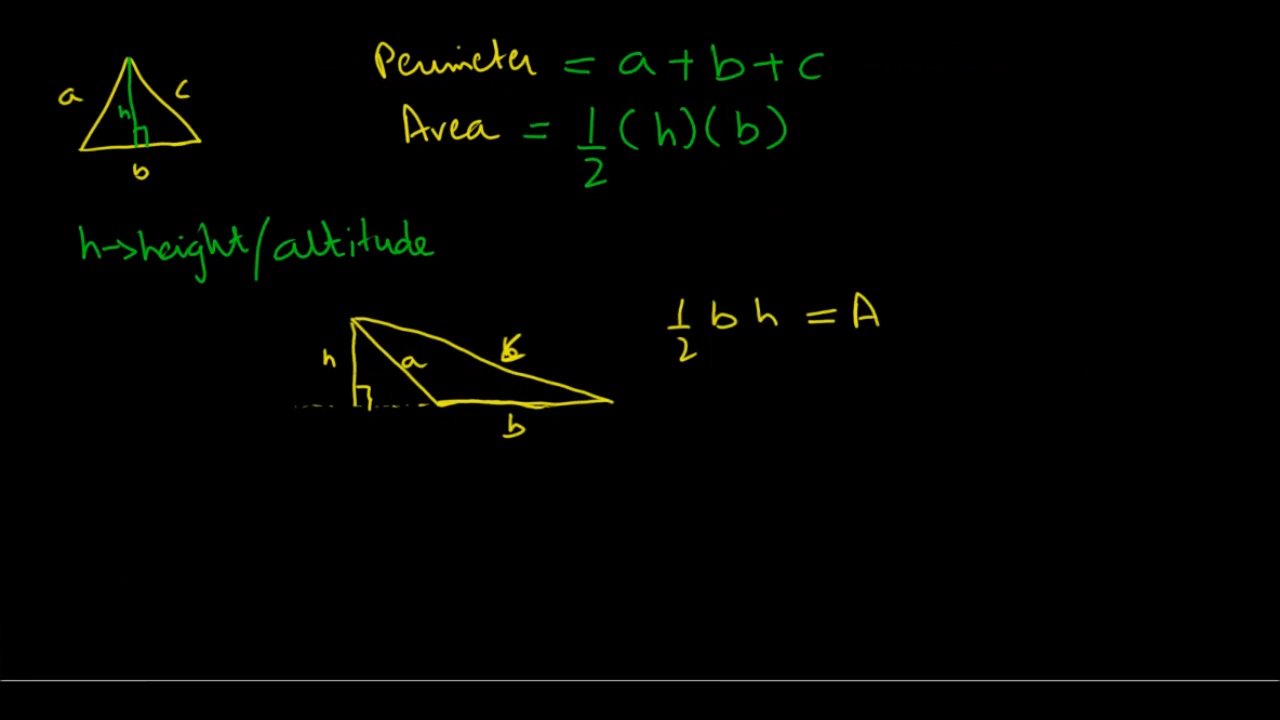 Perimeter = a + b + c
a
c
h
Area = 1/2 (h)(b)
b
h→height/altitude
1/2 b h = A
h
a
b